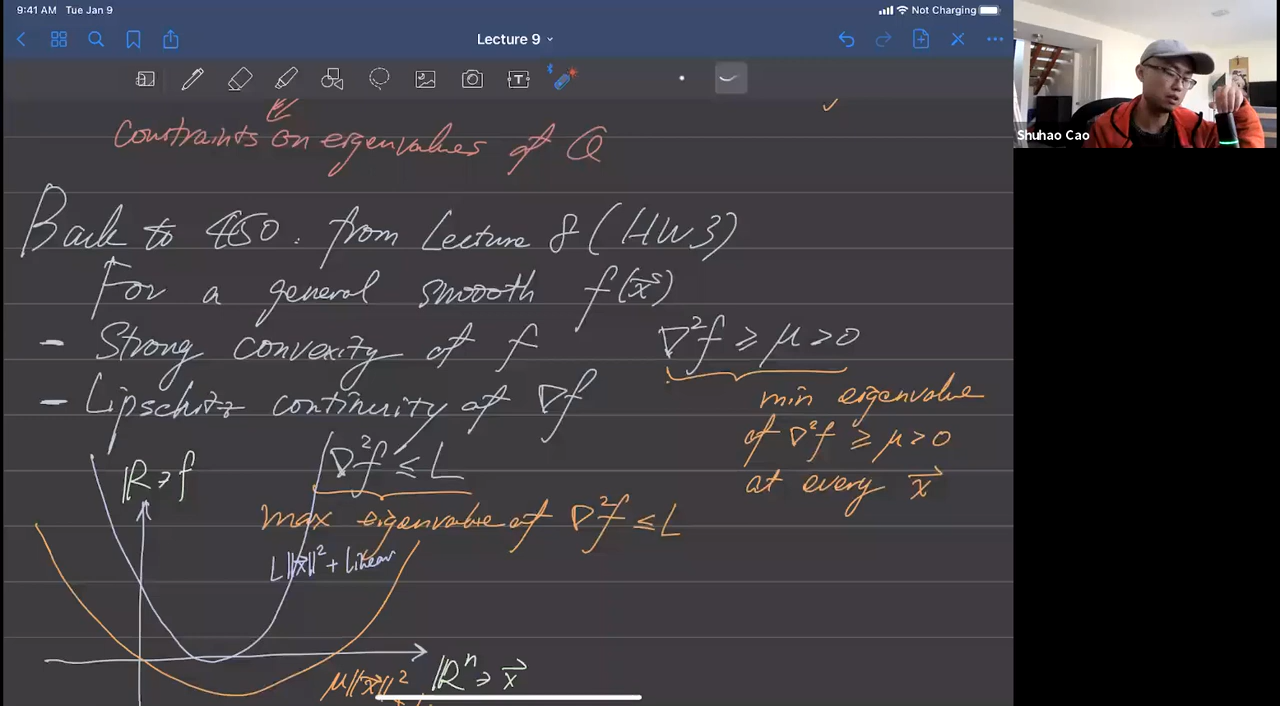 9:41 AM Tue Jan 9
Not Charging
Lecture 9
Shuhao Cao
Constraints on eigenvalues of Q
Back to 450. from Lecture 8 (HW3)
For a general smooth f(x⃗)
- Strong convexity of f ∇²f ≥ μ > 0
min eigenvalue
of ∇²f ≥ μ > 0
at every x⃗
- Lipschitz continuity of ∇f
∇²f ≤ L
max eigenvalue of ∇²f ≤ L
ℝ ∋ f
L||x⃗||² + linear
μ||x⃗||²
ℝⁿ ∋ x⃗